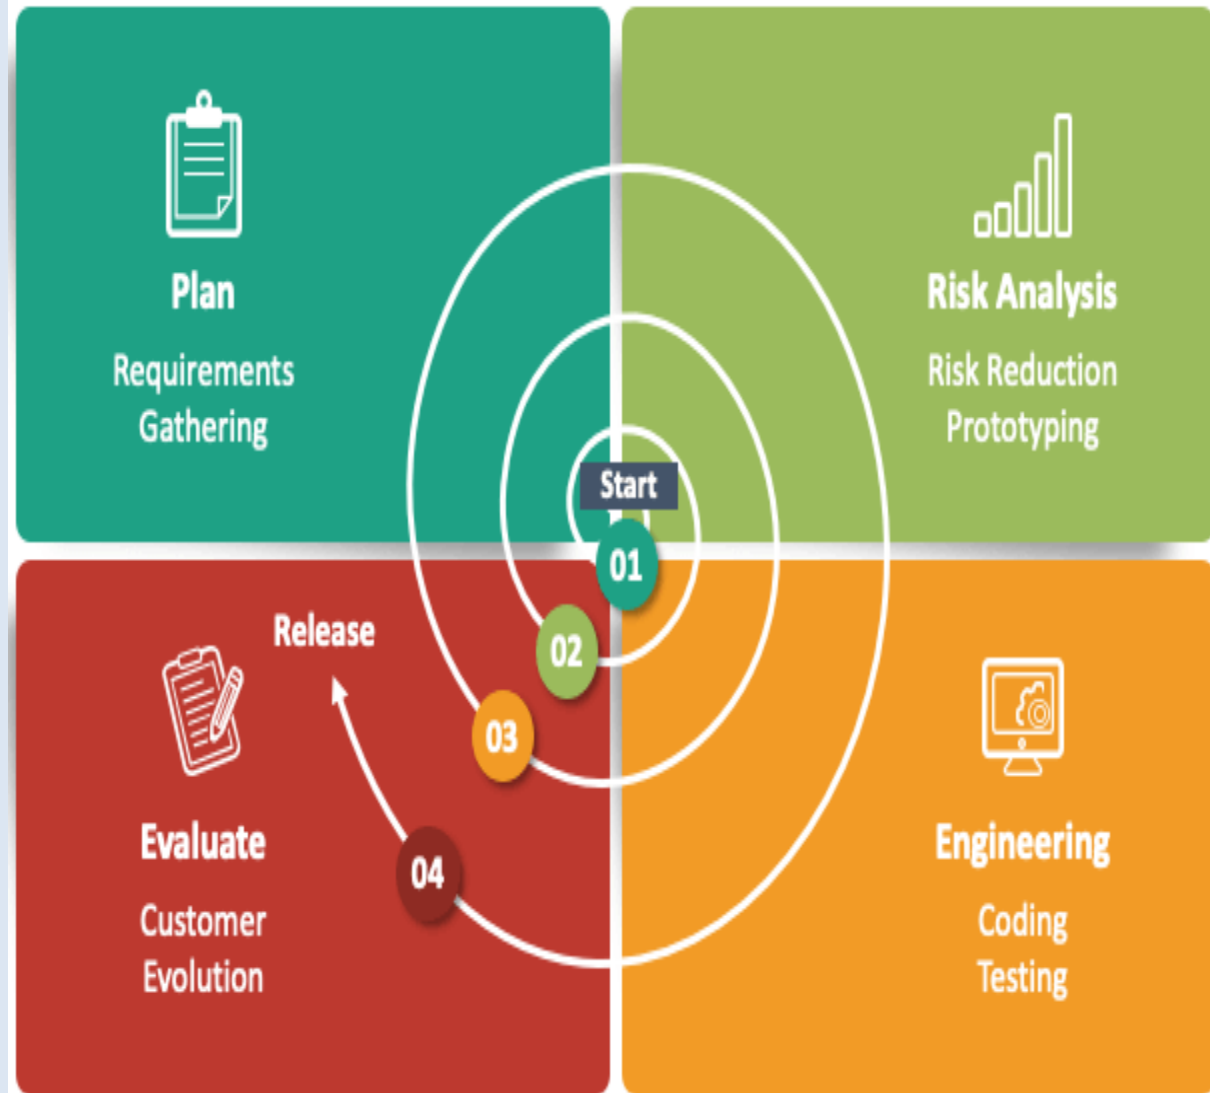 Plan
Requirements
Gathering
Risk Analysis
Risk Reduction
Prototyping
Start
01
02
03
04
Release
Evaluate
Customer
Evolution
Engineering
Coding
Testing